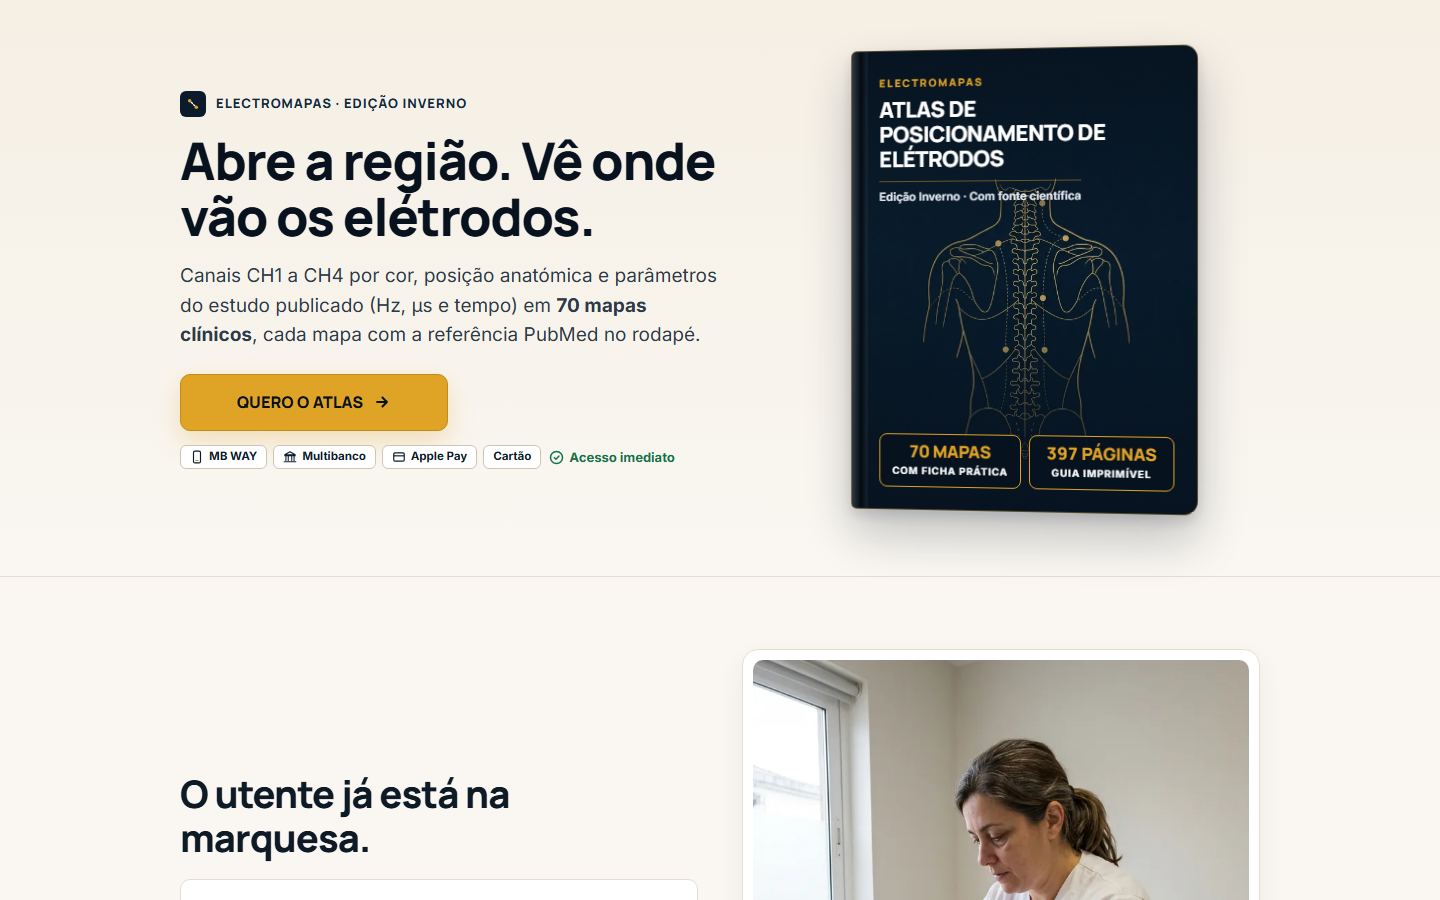 ELECTROMAPAS · EDIÇÃO INVERNO
Abre a região. Vê onde
vão os elétrodos.
Canais CH1 a CH4 por cor, posição anatómica e parâmetros
do estudo publicado (Hz, µs e tempo) em 70 mapas
clínicos, cada mapa com a referência PubMed no rodapé.
QUERO O ATLAS →
MB WAY
Multibanco
Apple Pay
Cartão
Acesso imediato
ELECTROMAPAS
ATLAS DE
POSICIONAMENTO DE
ELÉTRODOS
Edição Inverno · Com fonte científica
70 MAPAS
COM FICHA PRÁTICA
397 PÁGINAS
GUIA IMPRIMÍVEL
O utente já está na
marquesa.